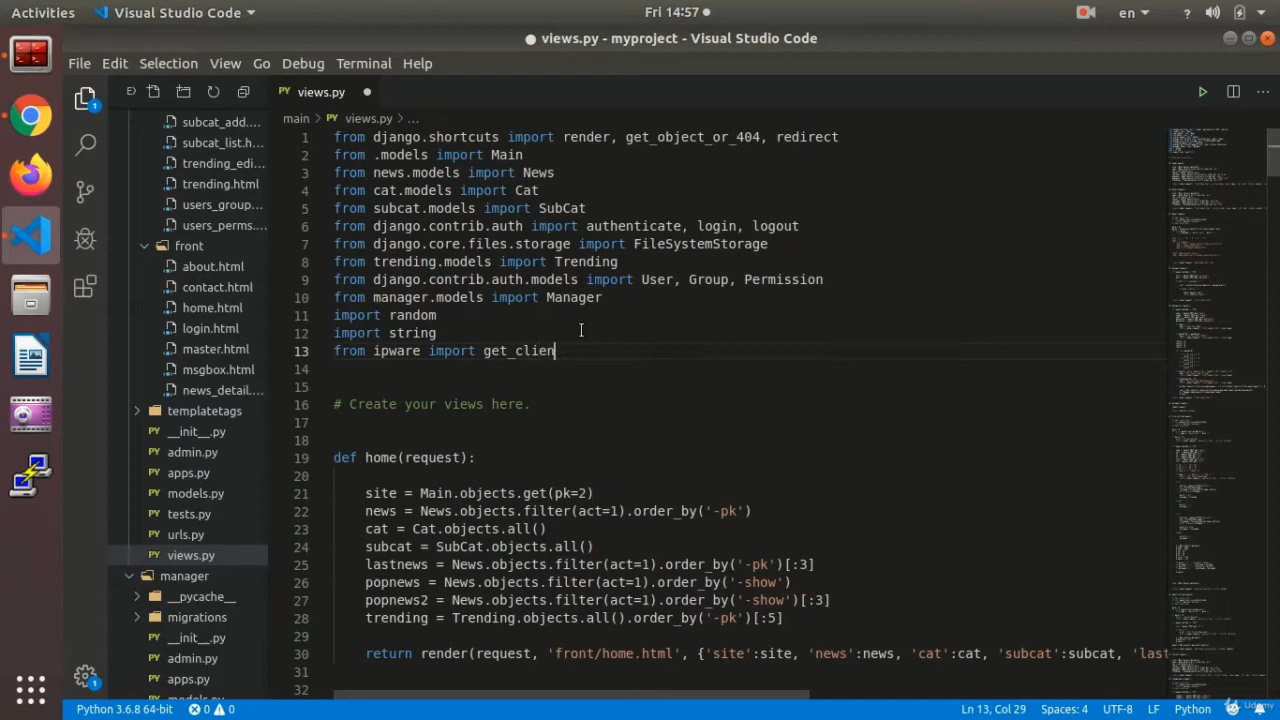 Activities
Visual Studio Code
Fri 14:57
en
views.py - myproject - Visual Studio Code
File Edit Selection View Go Debug Terminal Help
views.py
main > views.py > ...
1
subcat_add....
subcat_list.h...
trending_edi...
trending.html
users_group...
users_perms....
front
about.html
contact.html
home.html
login.html
master.html
msgbox.html
news_detail...
templatetags
PY __init__.py
PY admin.py
PY apps.py
PY models.py
PY tests.py
PY urls.py
PY views.py
manager
__pycache__
migrations
PY __init__.py
PY admin.py
PY apps.py
PY models.py
1 from django.shortcuts import render, get_object_or_404, redirect
2 from .models import Main
3 from news.models import News
4 from cat.models import Cat
5 from subcat.models import SubCat
6 from django.contrib.auth import authenticate, login, logout
7 from django.core.files.storage import FileSystemStorage
8 from trending.models import Trending
9 from django.contrib.auth.models import User, Group, Permission
10 from manager.models import Manager
11 import random
12 import string
13 from ipware import get_clien
14
15
16 # Create your views here.
17
18
19 def home(request):
20
21 site = Main.objects.get(pk=2)
22 news = News.objects.filter(act=1).order_by('-pk')
23 cat = Cat.objects.all()
24 subcat = SubCat.objects.all()
25 lastnews = News.objects.filter(act=1).order_by('-pk')[:3]
26 popnews = News.objects.filter(act=1).order_by('-show')
27 popnews2 = News.objects.filter(act=1).order_by('-show')[:3]
28 trending = Trending.objects.all().order_by('-pk')[:5]
29
30 return render(request, 'front/home.html', {'site':site, 'news':news, 'cat':cat, 'subcat':subcat, 'last
31
32
1
Python 3.6.8 64-bit 0 0 Ln 13, Col 29 Spaces: 4 UTF-8 LF Python
Udemy